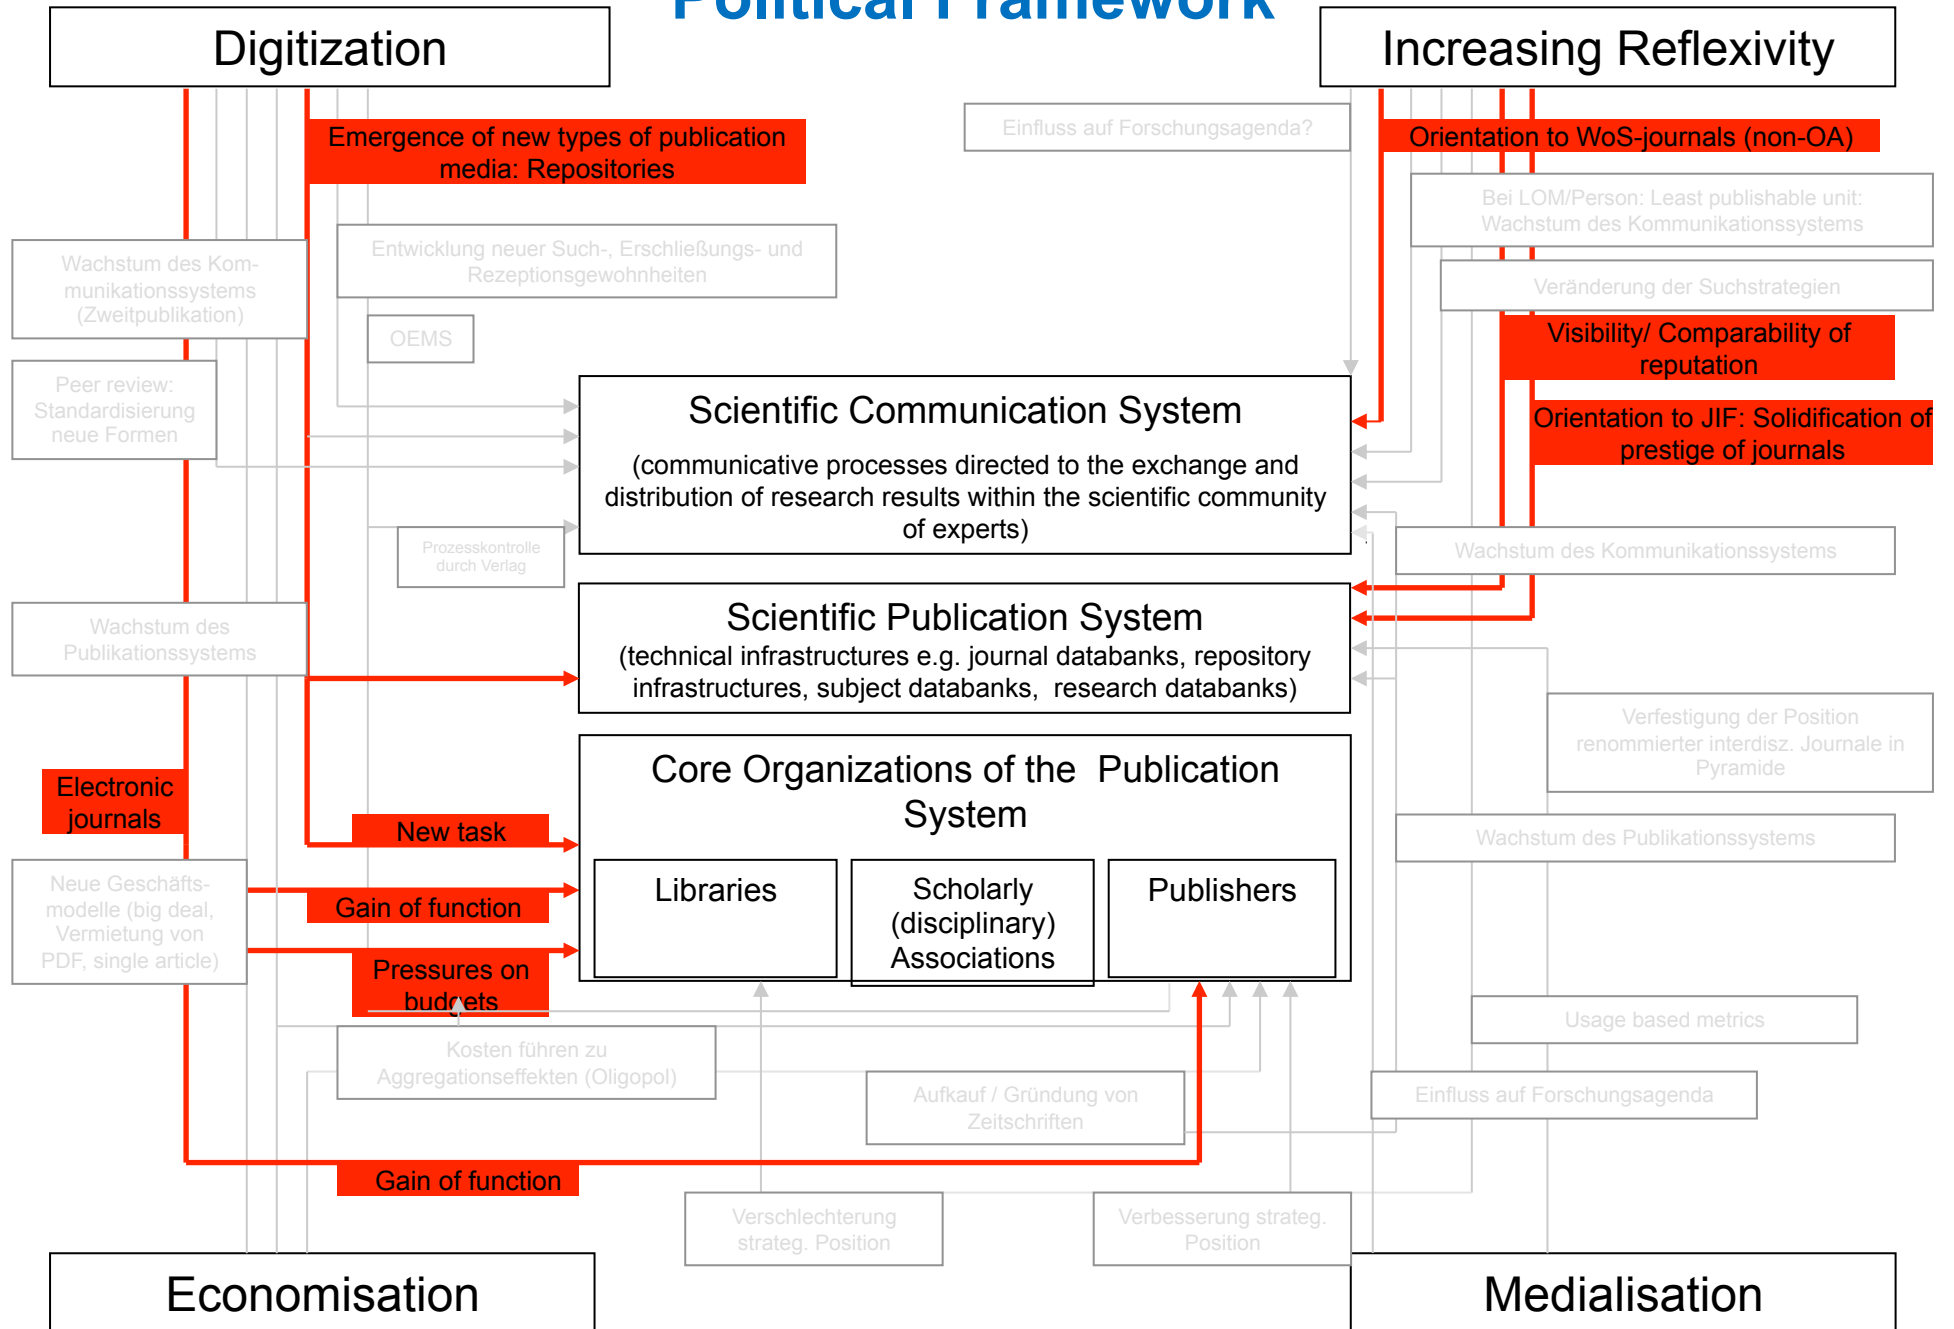 Political Framework
Digitization
Increasing Reflexivity
Emergence of new types of publication
media: Repositories
Einfluss auf Forschungsagenda?
Orientation to WoS-journals (non-OA)
Bei LOM/Person: Least publishable unit:
Wachstum des Kommunikationssystems
Wachstum des Kom-
munikationssystems
(Zweitpublikation)
Entwicklung neuer Such-, Erschließungs- und
Rezeptionsgewohnheiten
Veränderung der Suchstrategien
OEMS
Visibility/ Comparability of
reputation
Peer review:
Standardisierung
neue Formen
Orientation to JIF: Solidification of
prestige of journals
Scientific Communication System
(communicative processes directed to the exchange and
distribution of research results within the scientific community
of experts)
Prozesskontrolle
durch Verlag
Wachstum des Kommunikationssystems
Wachstum des
Publikationssystems
Scientific Publication System
(technical infrastructures e.g. journal databanks, repository
infrastructures, subject databanks, research databanks)
Verfestigung der Position
renommierter interdisz. Journale in
Pyramide
Core Organizations of the Publication
System
Electronic
journals
New task
Wachstum des Publikationssystems
Neue Geschäfts-
modelle (big deal,
Vermietung von
PDF, single article)
Gain of function
Libraries
Scholarly
(disciplinary)
Associations
Publishers
Pressures on
budgets
Usage based metrics
Kosten führen zu
Aggregationseffekten (Oligopol)
Aufkauf / Gründung von
Zeitschriften
Einfluss auf Forschungsagenda
Gain of function
Verschlechterung
strateg. Position
Verbesserung strateg.
Position
Economisation
Medialisation